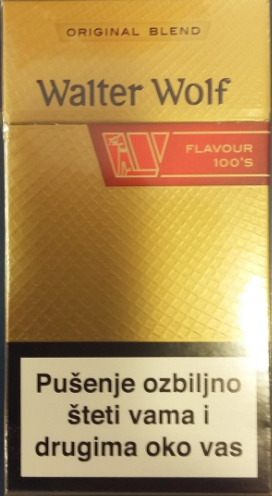 ORIGINAL BLEND
Walter Wolf
FLAVOUR
100'S
Pušenje ozbiljno
šteti vama i
drugima oko vas